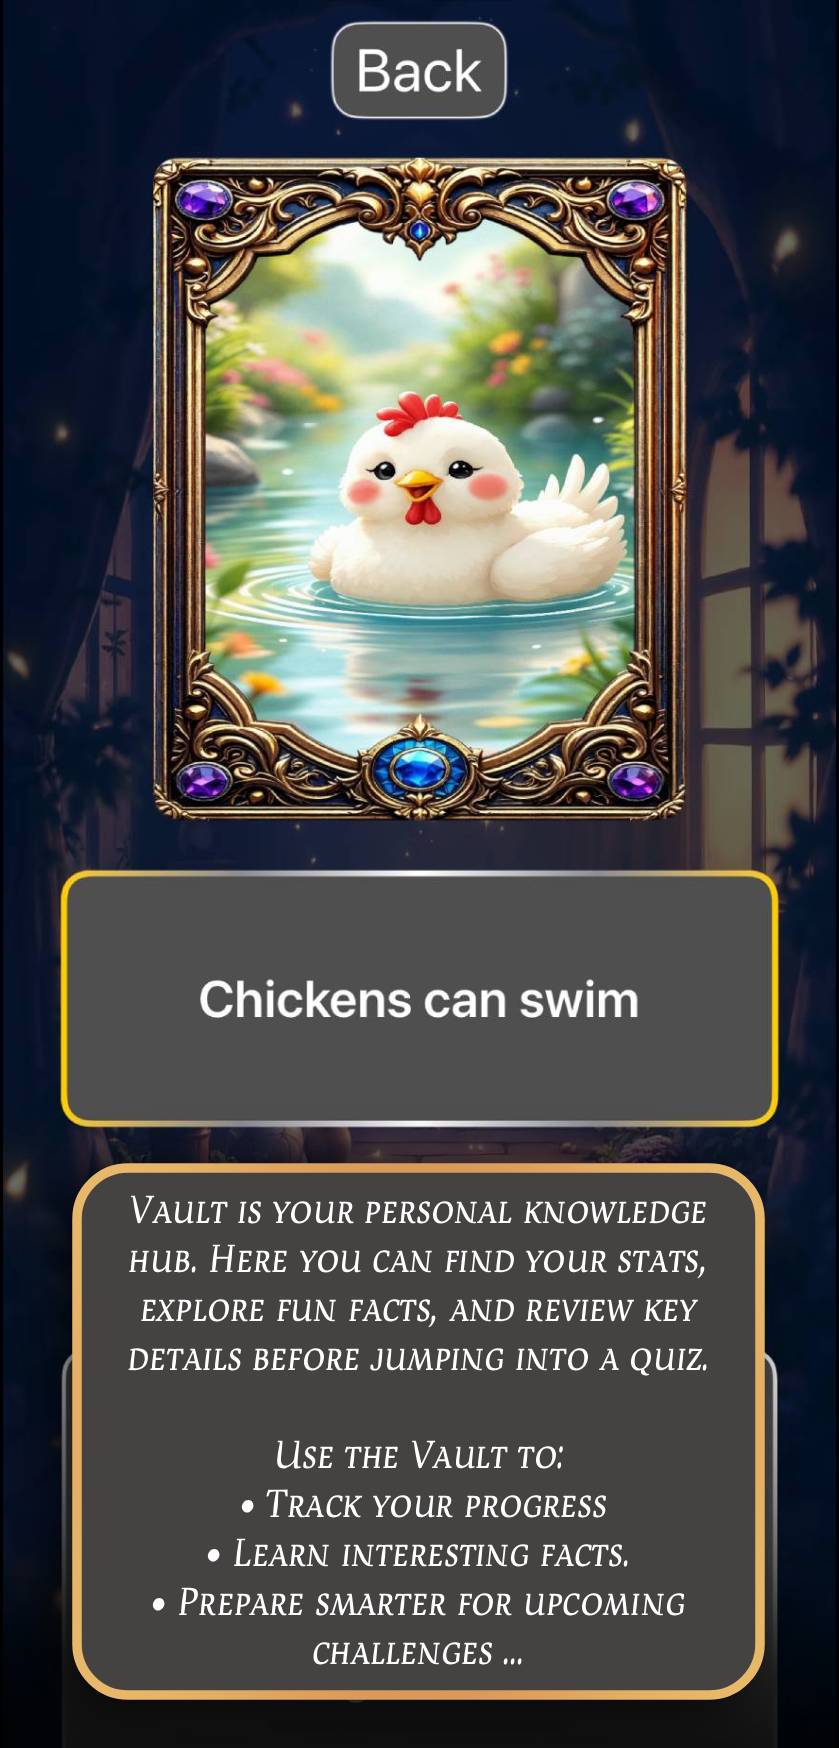 Back
Chickens can swim
Vault is your personal knowledge
hub. Here you can find your stats,
explore fun facts, and review key
details before jumping into a quiz.
Use the Vault to:
• Track your progress
• Learn interesting facts.
• Prepare smarter for upcoming
challenges ...